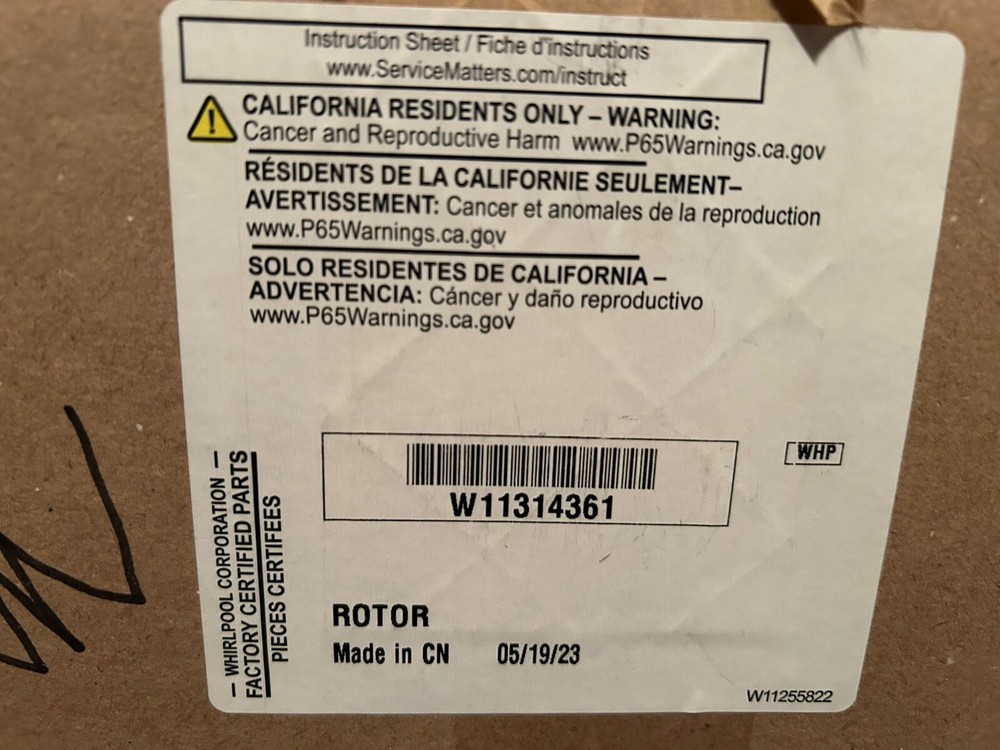 Instruction Sheet / Fiche d'instructions
www.ServiceMatters.com/instruct
CALIFORNIA RESIDENTS ONLY – WARNING:
Cancer and Reproductive Harm www.P65Warnings.ca.gov
RÉSIDENTS DE LA CALIFORNIE SEULEMENT–
AVERTISSEMENT: Cancer et anomales de la reproduction
www.P65Warnings.ca.gov
SOLO RESIDENTES DE CALIFORNIA –
ADVERTENCIA: Cáncer y daño reproductivo
www.P65Warnings.ca.gov
W11314361
WHP
– WHIRLPOOL CORPORATION –
FACTORY CERTIFIED PARTS
PIECES CERTIFEES
ROTOR
Made in CN 05/19/23
W11255822